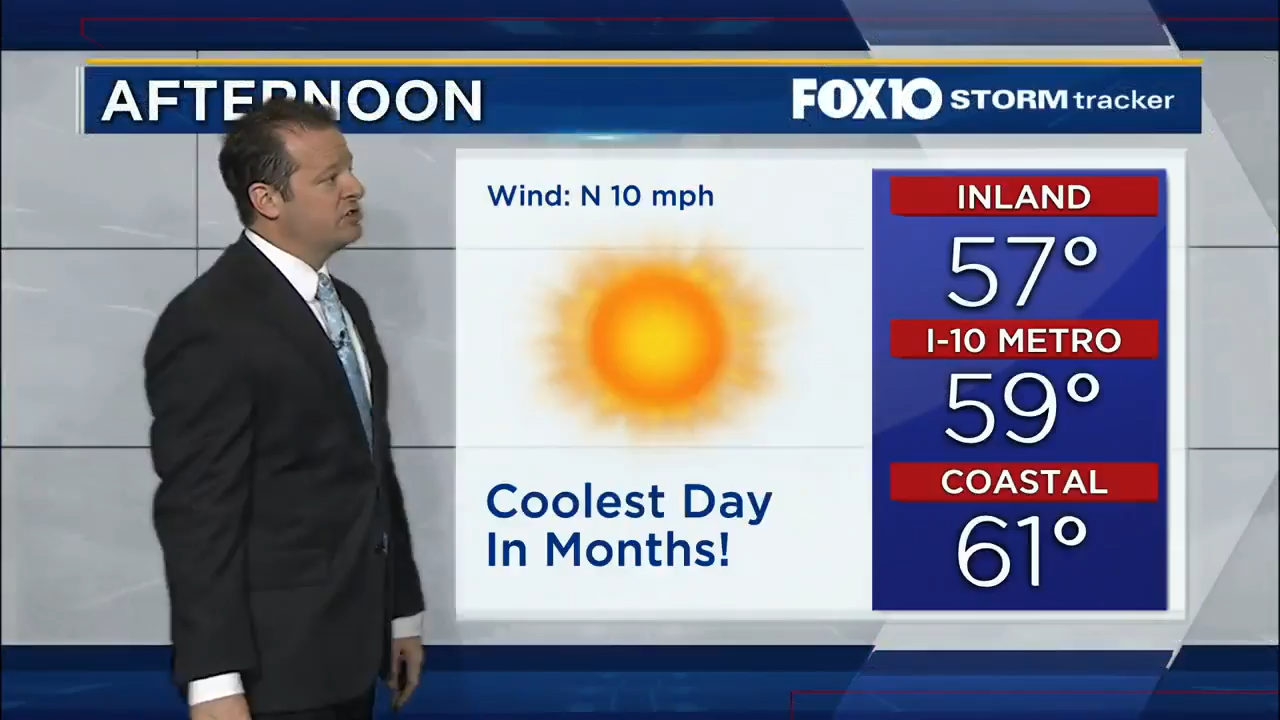 AFTERNOON
FOX10 STORM tracker
Wind: N 10 mph
Coolest Day
In Months!
INLAND
57°
I-10 METRO
59°
COASTAL
61°